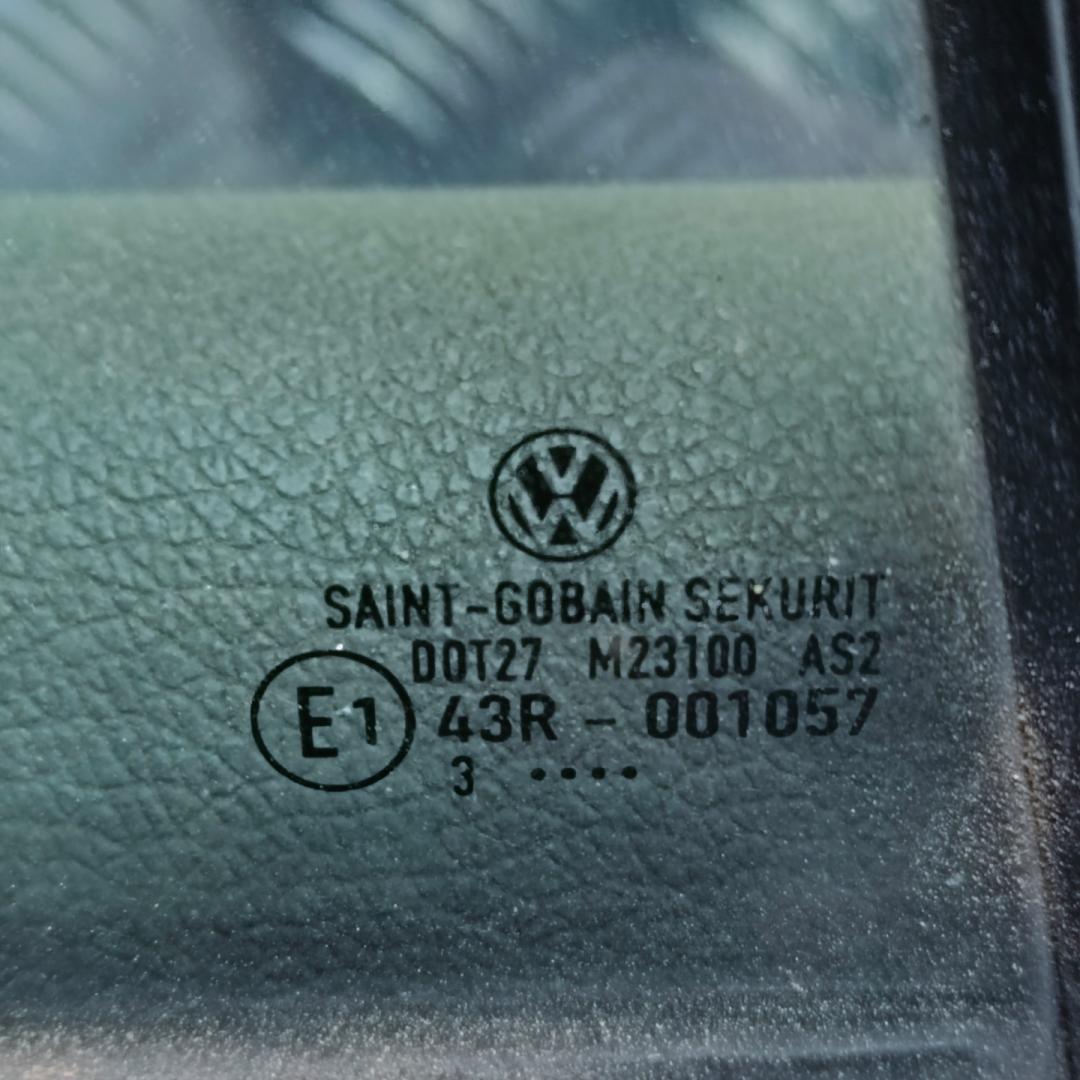 SAINT-GOBAIN SEKURIT
DOT27 M23100 AS2
E1 43R - 001057
3 ····